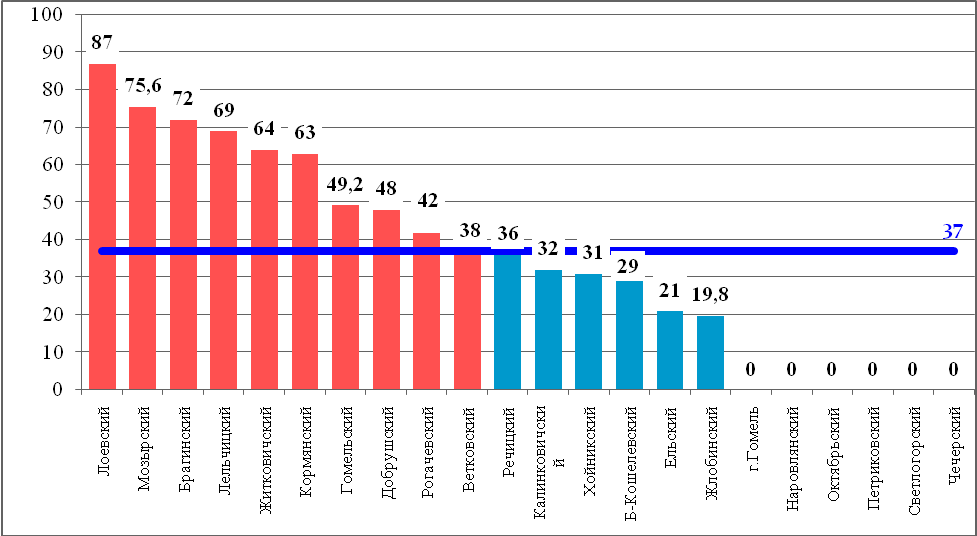 100
90
80
70
60
50
40
30
20
10
0
87
75,6
72
69
64
63
49,2
48
42
38
36
32
31
29
21
19,8
0
0
0
0
0
0
37
Лоевский
Мозырский
Брагинский
Лельчицкий
Житковичский
Кормянский
Гомельский
Добрушский
Рогачевский
Ветковский
Речицкий
Калинковичски
й
Хойникский
Б-Кошелевский
Ельский
Жлобинский
г.Гомель
Наровлянский
Октябрьский
Петриковский
Светлогорский
Чечерский